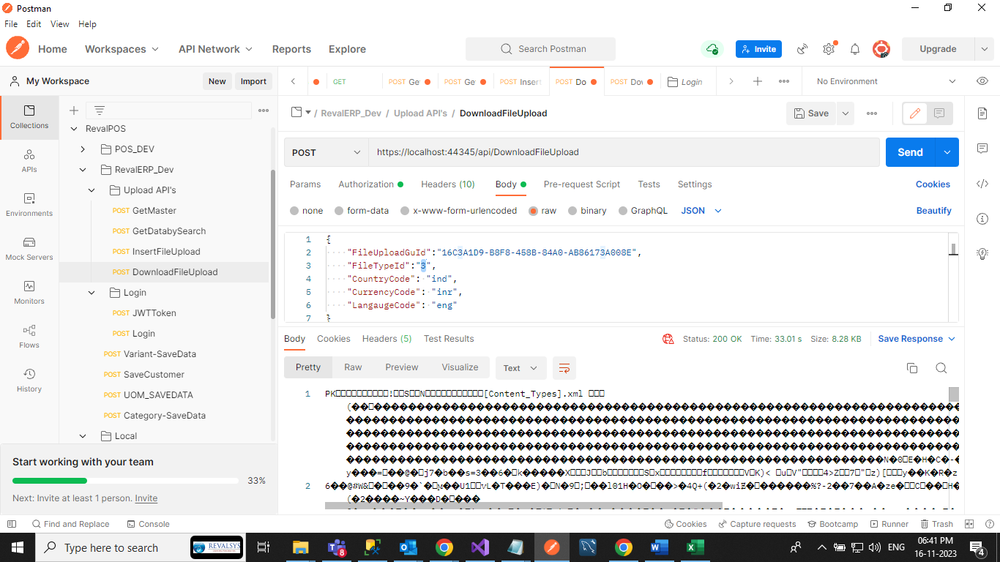 Postman
File Edit View Help
Home Workspaces API Network Reports Explore Search Postman Invite Upgrade
My Workspace New Import GET POST Ge POST Ge POST Insert POST Do POST Do Login No Environment
Collections
APIs
Environments
Mock Servers
Monitors
Flows
History
RevalPOS
POS_DEV
RevalERP_Dev
Upload API's
POST GetMaster
POST GetDatabySearch
POST InsertFileUpload
POST DownloadFileUpload
Login
POST JWTToken
POST Login
POST Variant-SaveData
POST SaveCustomer
POST UOM_SAVEDATA
POST Category-SaveData
Local
Start working with your team
33%
Next: Invite at least 1 person. Invite
/ RevalERP_Dev / Upload API's / DownloadFileUpload Save
POST https://localhost:44345/api/DownloadFileUpload Send
Params Authorization Headers (10) Body Pre-request Script Tests Settings Cookies
none form-data x-www-form-urlencoded raw binary GraphQL JSON Beautify
1 {
2 "FileUploadGuId":"16C3A1D9-B8F8-458B-84A0-AB86173A008E",
3 "FileTypeId":"3",
4 "CountryCode": "ind",
5 "CurrencyCode": "inr",
6 "LangaugeCode": "eng"
7 }
Body Cookies Headers (5) Test Results Status: 200 OK Time: 33.01 s Size: 8.28 KB Save Response
Pretty Raw Preview Visualize Text
1 PK [Content_Types].xml
2
Find and Replace Console Cookies Capture requests Bootcamp Runner Trash
Type here to search REVALSYS ENG 06:41 PM
16-11-2023
8
4